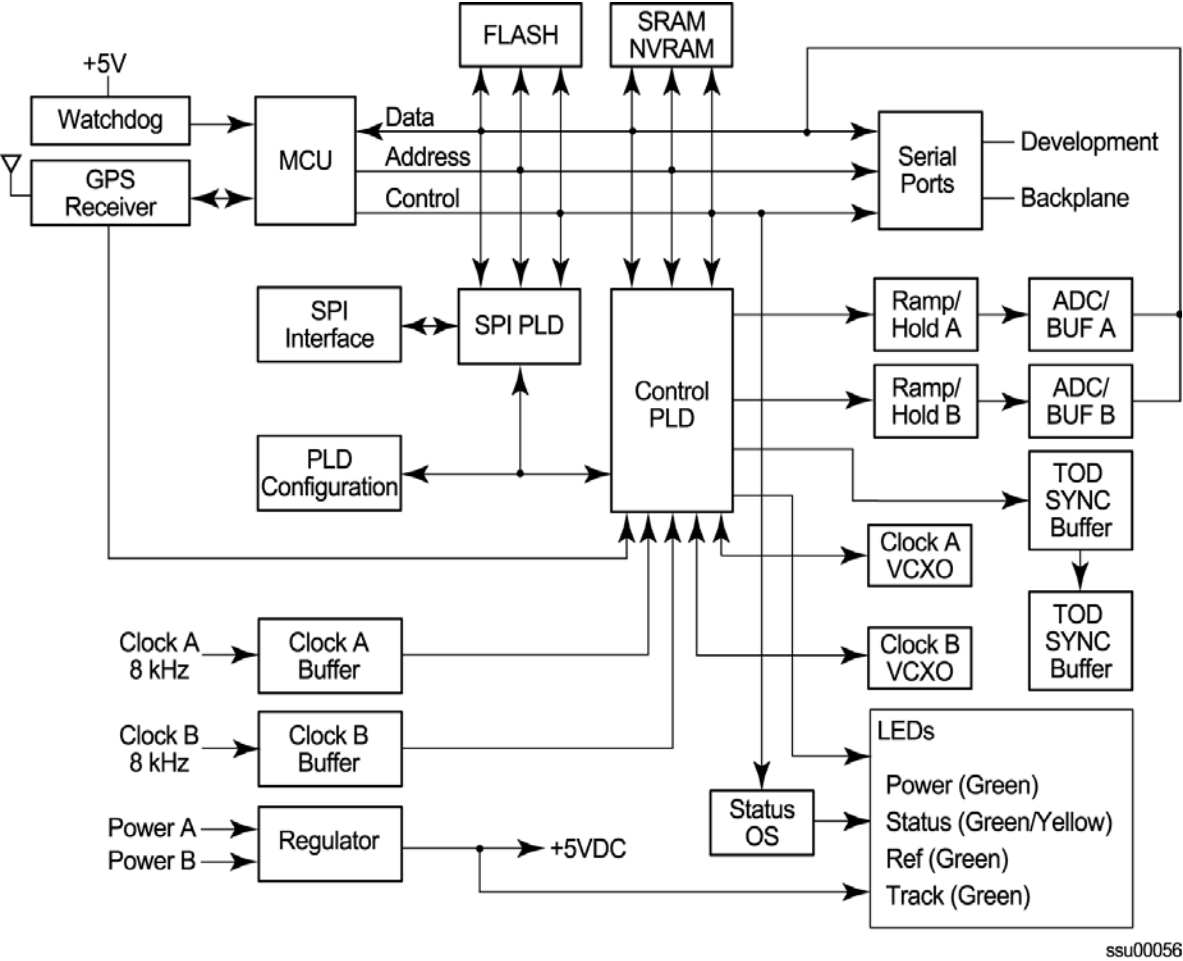 FLASH
SRAM
NVRAM
+5V
Watchdog
MCU
Data
Address
Control
GPS
Receiver
Serial
Ports
Development
Backplane
SPI
Interface
SPI PLD
Control
PLD
Ramp/
Hold A
ADC/
BUF A
Ramp/
Hold B
ADC/
BUF B
PLD
Configuration
TOD
SYNC
Buffer
Clock A
VCXO
TOD
SYNC
Buffer
Clock A
8 kHz
Clock A
Buffer
Clock B
VCXO
Clock B
8 kHz
Clock B
Buffer
LEDs
Power (Green)
Status (Green/Yellow)
Ref (Green)
Track (Green)
Status
OS
Power A
Power B
Regulator
+5VDC
ssu00056